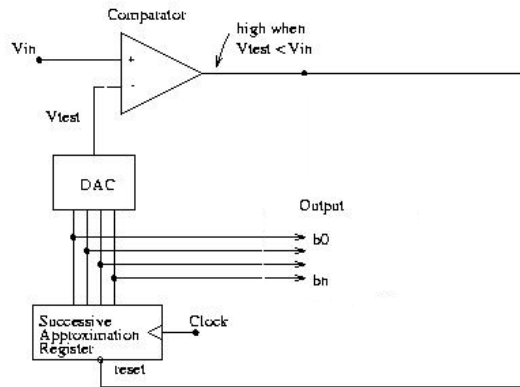 Comparator
high when
Vtest < Vin
Vin
+
-
Vtest
DAC
Output
b0
bn
Successive
Approximation
Register
Clock
reset